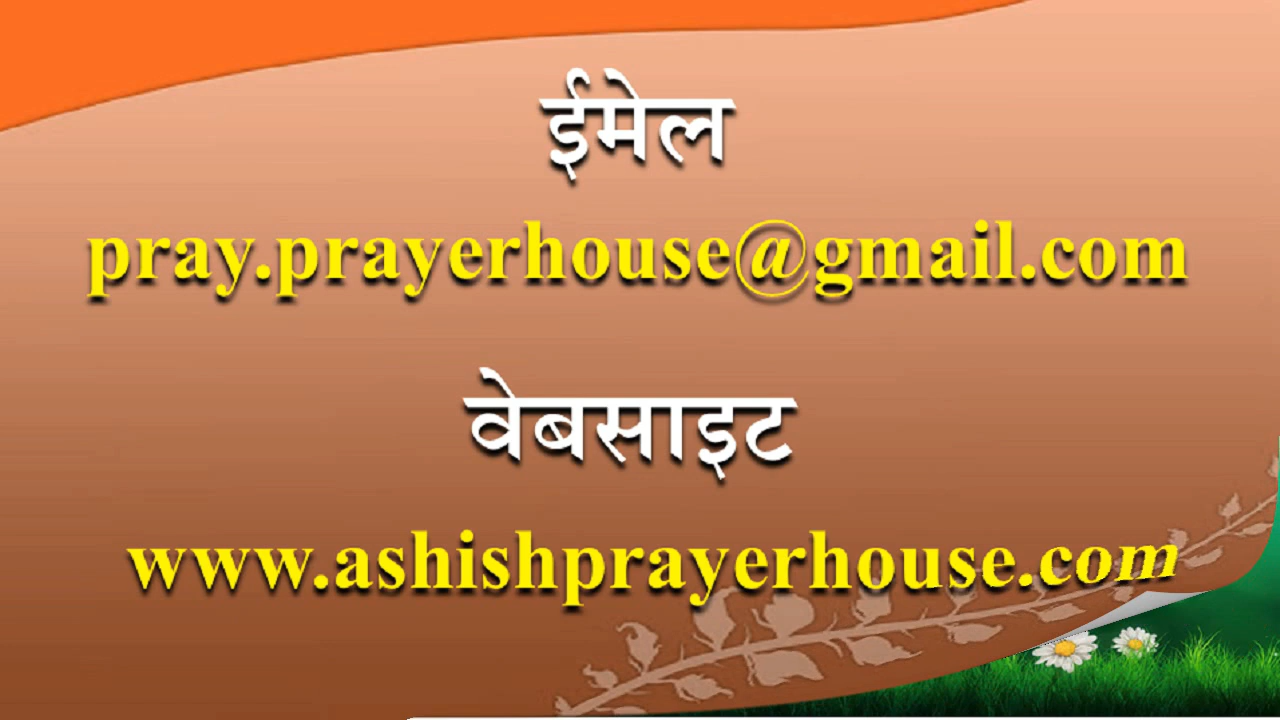 ईमेल
pray.prayerhouse@gmail.com
वेबसाइट
www.ashishprayerhouse.com